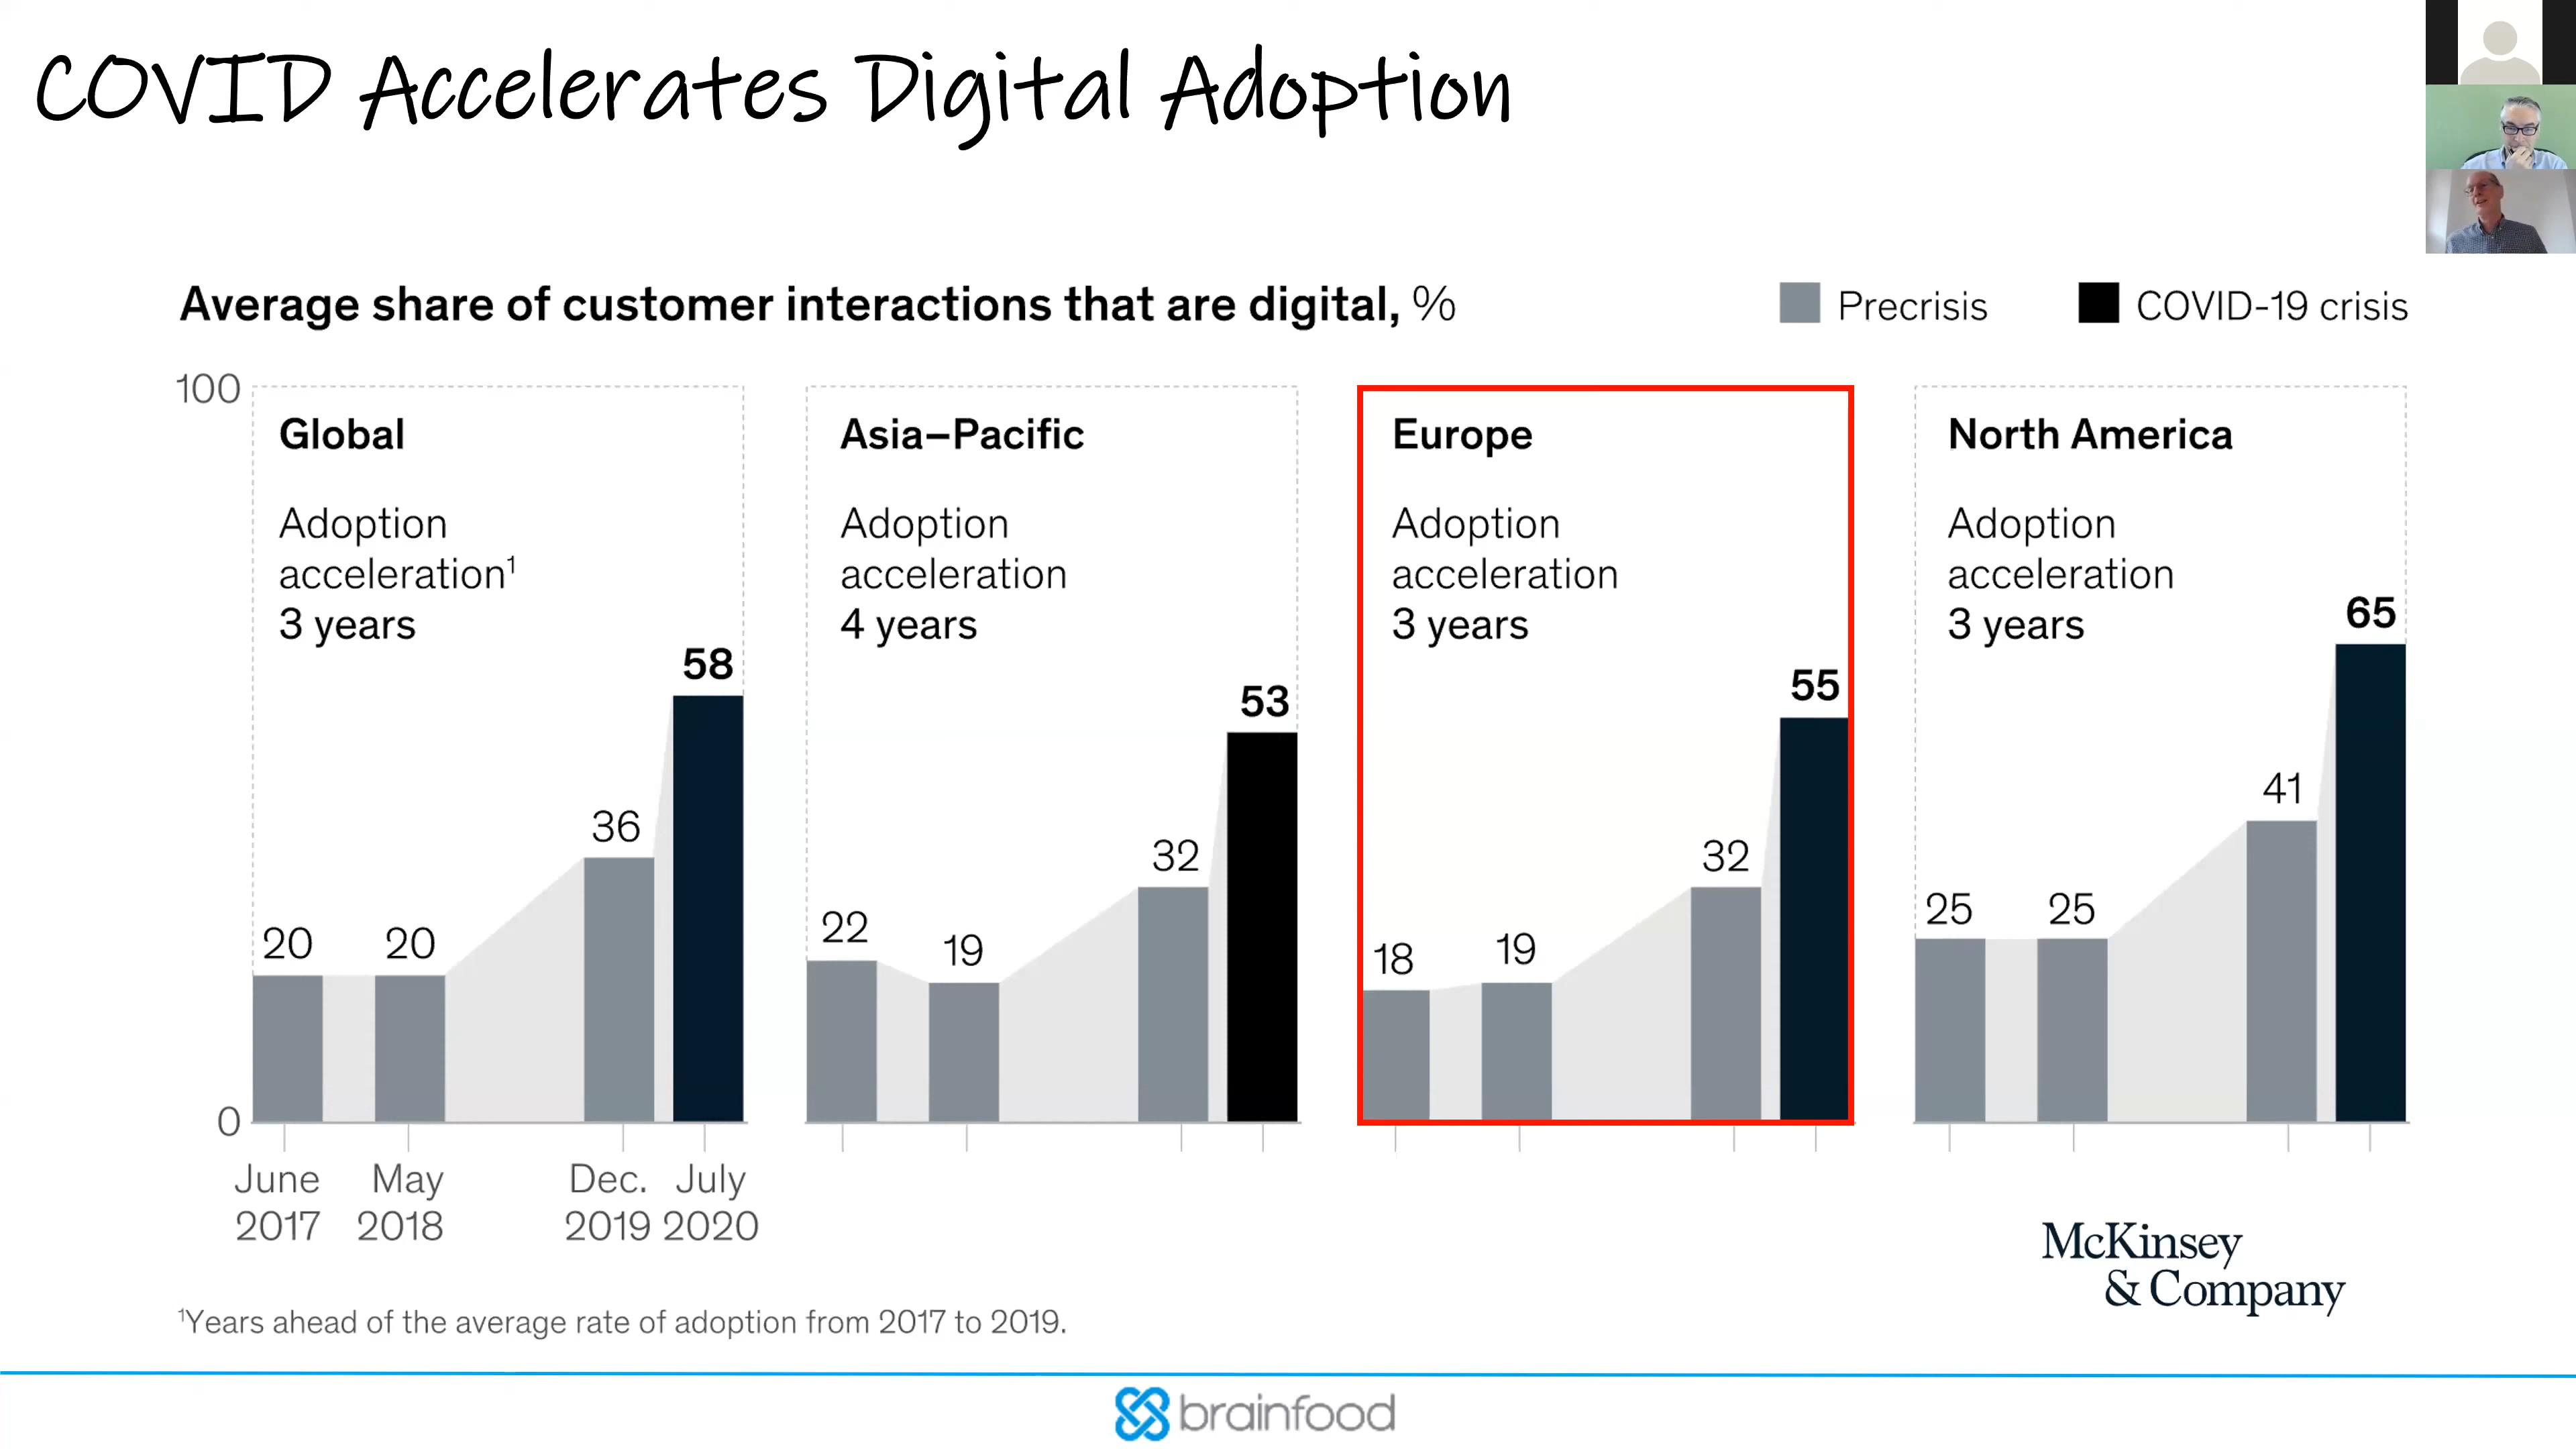 COVID Accelerates Digital Adoption
Average share of customer interactions that are digital, %
Precrisis
COVID-19 crisis
100
0
Global
Adoption
acceleration¹
3 years
20
20
36
58
June
2017
May
2018
Dec.
2019
July
2020
Asia–Pacific
Adoption
acceleration
4 years
22
19
32
53
Europe
Adoption
acceleration
3 years
18
19
32
55
North America
Adoption
acceleration
3 years
25
25
41
65
McKinsey
& Company
¹Years ahead of the average rate of adoption from 2017 to 2019.
brainfood